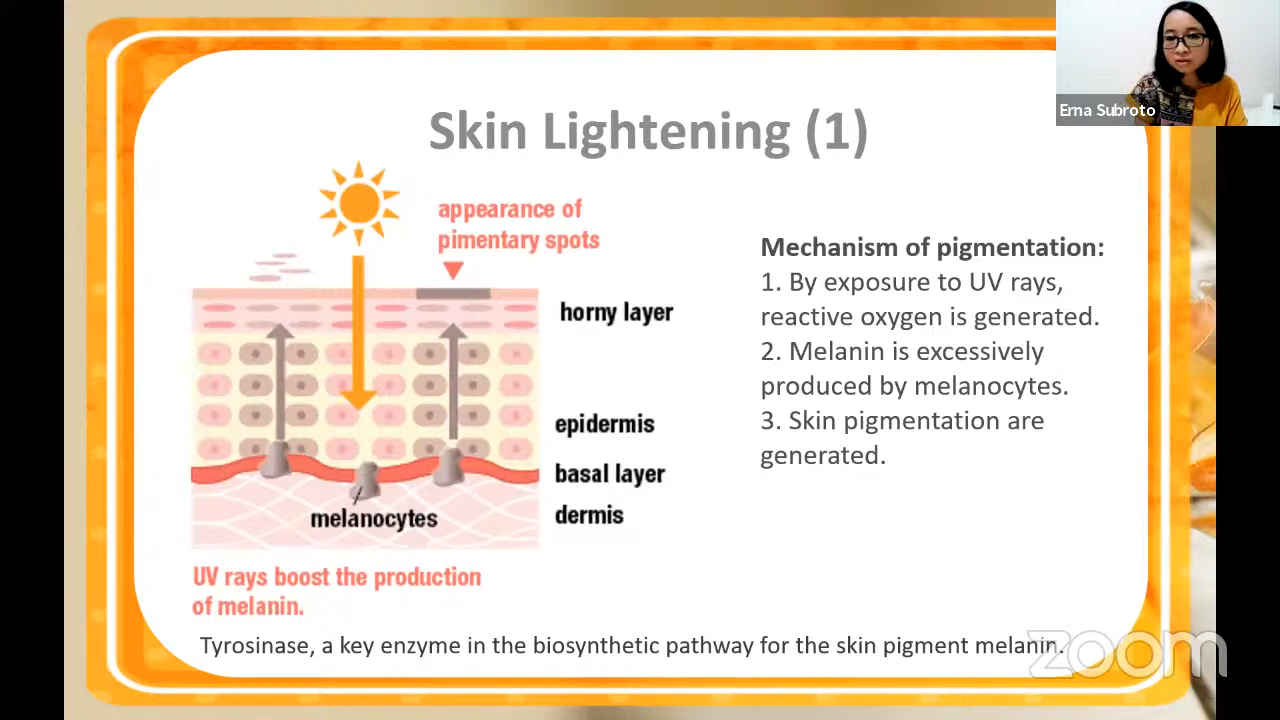 Skin Lightening (1)
Erna Subroto
appearance of
pimentary spots
horny layer
epidermis
basal layer
dermis
melanocytes
UV rays boost the production
of melanin.
Mechanism of pigmentation:
1. By exposure to UV rays,
reactive oxygen is generated.
2. Melanin is excessively
produced by melanocytes.
3. Skin pigmentation are
generated.
Tyrosinase, a key enzyme in the biosynthetic pathway for the skin pigment melanin.
zoom